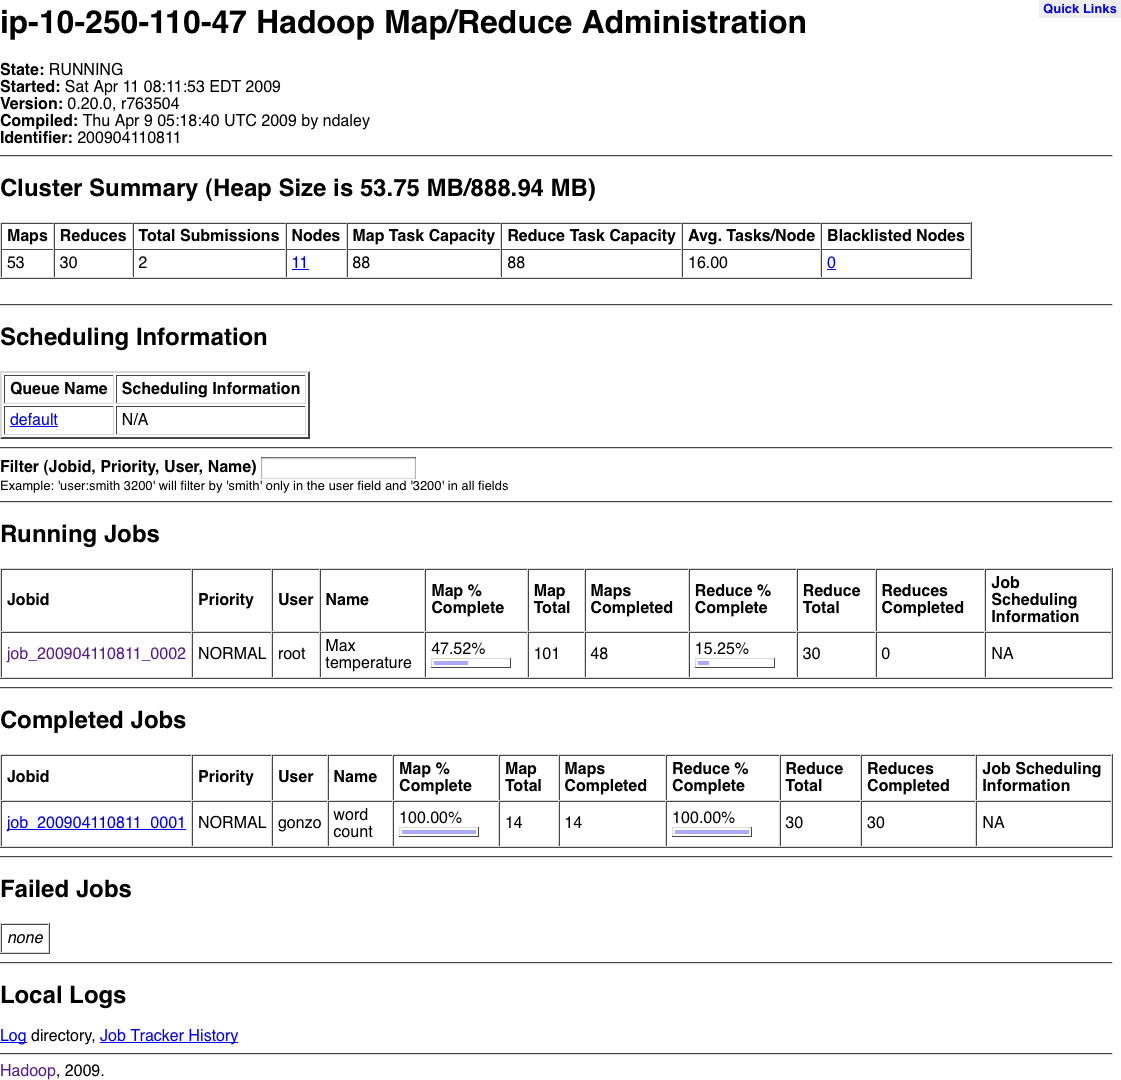 Quick Links
ip-10-250-110-47 Hadoop Map/Reduce Administration
State: RUNNING
Started: Sat Apr 11 08:11:53 EDT 2009
Version: 0.20.0, r763504
Compiled: Thu Apr 9 05:18:40 UTC 2009 by ndaley
Identifier: 200904110811
Cluster Summary (Heap Size is 53.75 MB/888.94 MB)
Maps Reduces Total Submissions Nodes Map Task Capacity Reduce Task Capacity Avg. Tasks/Node Blacklisted Nodes
53 30 2 11 88 88 16.00 0
Scheduling Information
Queue Name Scheduling Information
default N/A
Filter (Jobid, Priority, User, Name)
Example: 'user:smith 3200' will filter by 'smith' only in the user field and '3200' in all fields
Running Jobs
Jobid Priority User Name Map % Complete Map Total Maps Completed Reduce % Complete Reduce Total Reduces Completed Job Scheduling Information
job_200904110811_0002 NORMAL root Max temperature 47.52% 101 48 15.25% 30 0 NA
Completed Jobs
Jobid Priority User Name Map % Complete Map Total Maps Completed Reduce % Complete Reduce Total Reduces Completed Job Scheduling Information
job_200904110811_0001 NORMAL gonzo word count 100.00% 14 14 100.00% 30 30 NA
Failed Jobs
none
Local Logs
Log directory, Job Tracker History
Hadoop, 2009.